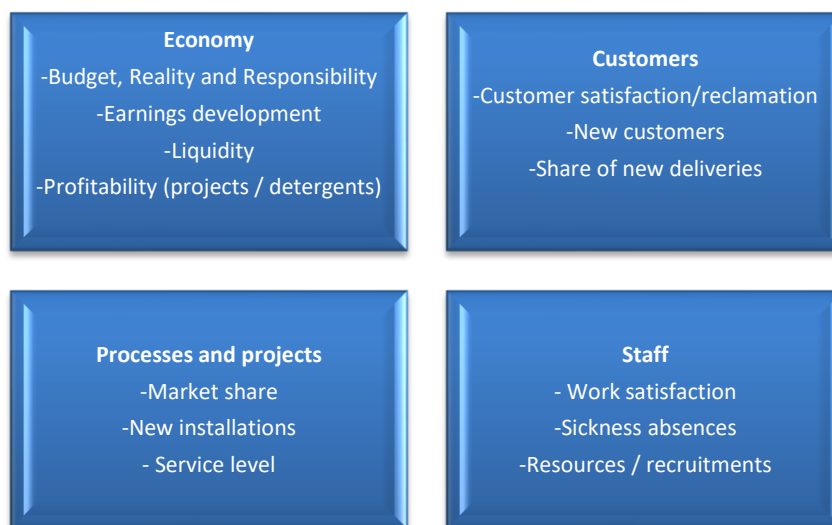 Economy
-Budget, Reality and Responsibility
-Earnings development
-Liquidity
-Profitability (projects / detergents)
Customers
-Customer satisfaction/reclamation
-New customers
-Share of new deliveries
Processes and projects
-Market share
-New installations
- Service level
Staff
- Work satisfaction
-Sickness absences
-Resources / recruitments